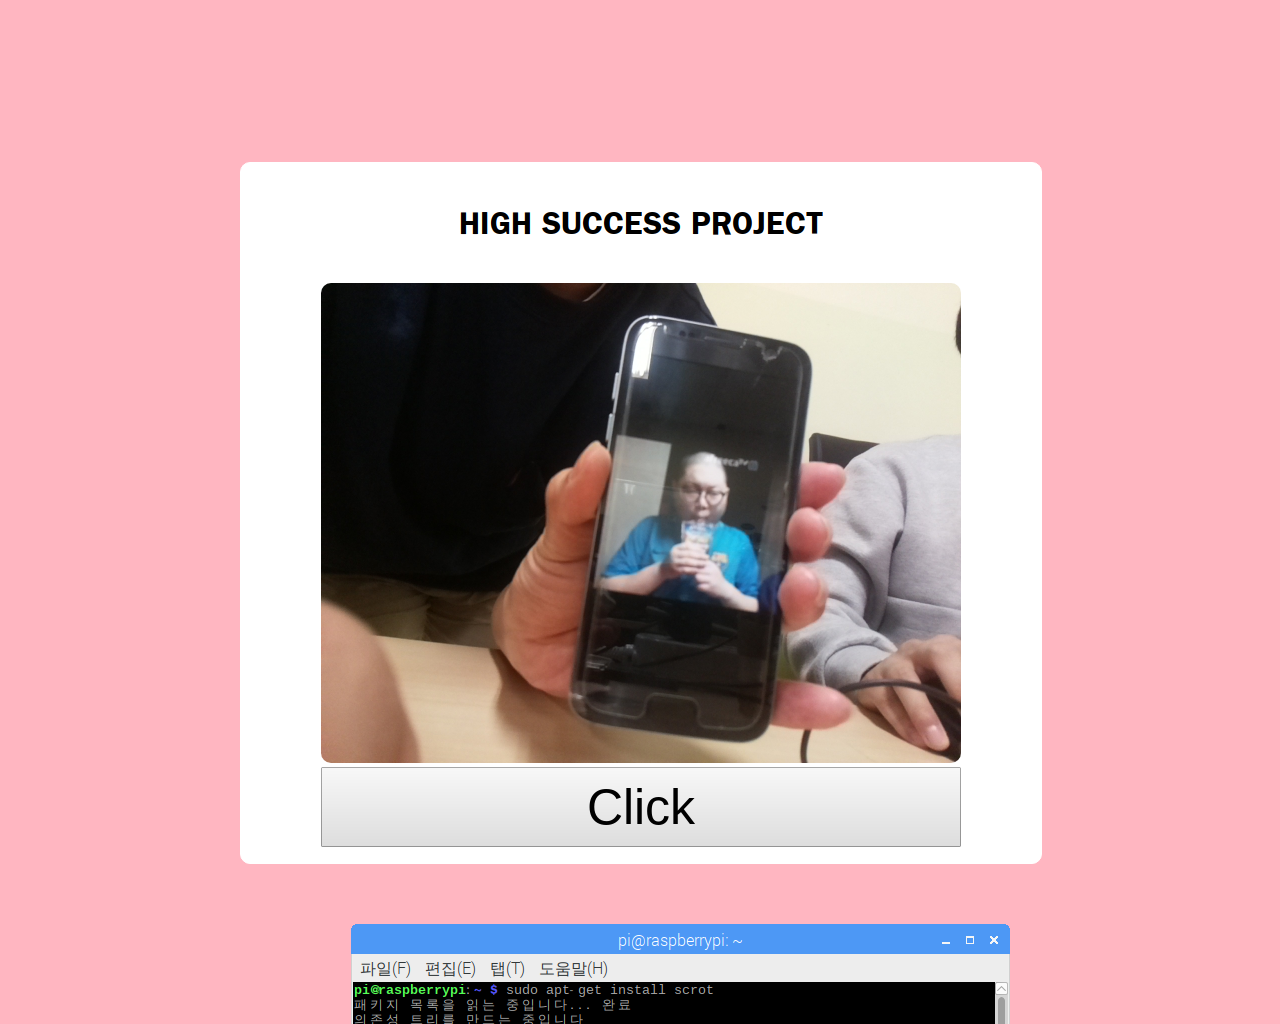 HIGH SUCCESS PROJECT
Click
pi@raspberrypi: ~
파일(F) 편집(E) 탭(T) 도움말(H)
pi@raspberrypi: ~ $ sudo apt-get install scrot
패키지 목록을 읽는 중입니다... 완료
의존성 트리를 만드는 중입니다